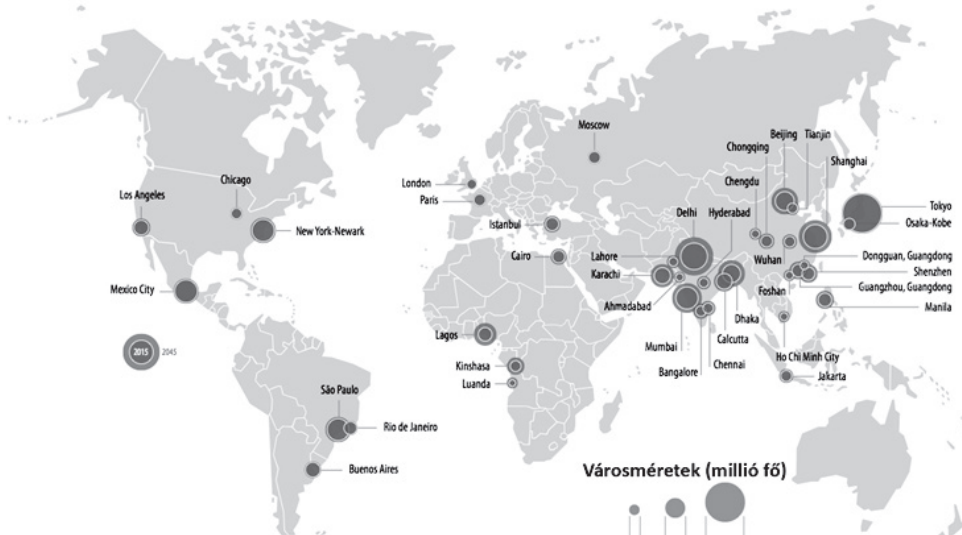 Moscow
Beijing
Tianjin
Chongqing
Shanghai
Chengdu
Chicago
London
Los Angeles
Paris
Tokyo
Delhi
Hyderabad
Istanbul
Osaka-Kobe
New York-Newark
Cairo
Lahore
Wuhan
Dongguan, Guangdong
Karachi
Shenzhen
Foshan
Guangzhou, Guangdong
Mexico City
Ahmadabad
Manila
Dhaka
Lagos
Calcutta
Mumbai
2015
2045
Ho Chi Minh City
Kinshasa
Chennai
Bangalore
Jakarta
Luanda
São Paulo
Rio de Janeiro
Buenos Aires
Városméretek (millió fő)